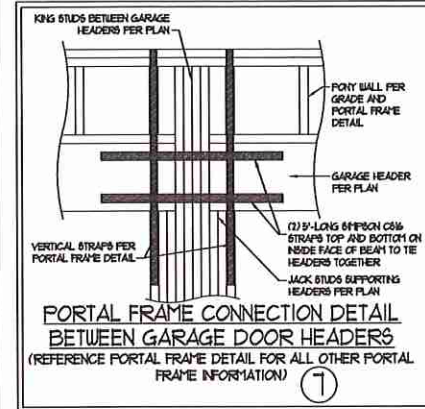 KING STUDS BETWEEN GARAGE
HEADERS PER PLAN
PONY WALL PER
GRADE AND
PORTAL FRAME
DETAIL
GARAGE HEADER
PER PLAN
(2) 5'-LONG SIMPSON CS16
STRAPS TOP AND BOTTOM ON
INSIDE FACE OF BEAM TO TIE
HEADERS TOGETHER
VERTICAL STRAPS PER
PORTAL FRAME DETAIL
JACK STUDS SUPPORTING
HEADERS PER PLAN
PORTAL FRAME CONNECTION DETAIL
BETWEEN GARAGE DOOR HEADERS
(REFERENCE PORTAL FRAME DETAIL FOR ALL OTHER PORTAL
FRAME INFORMATION)
7